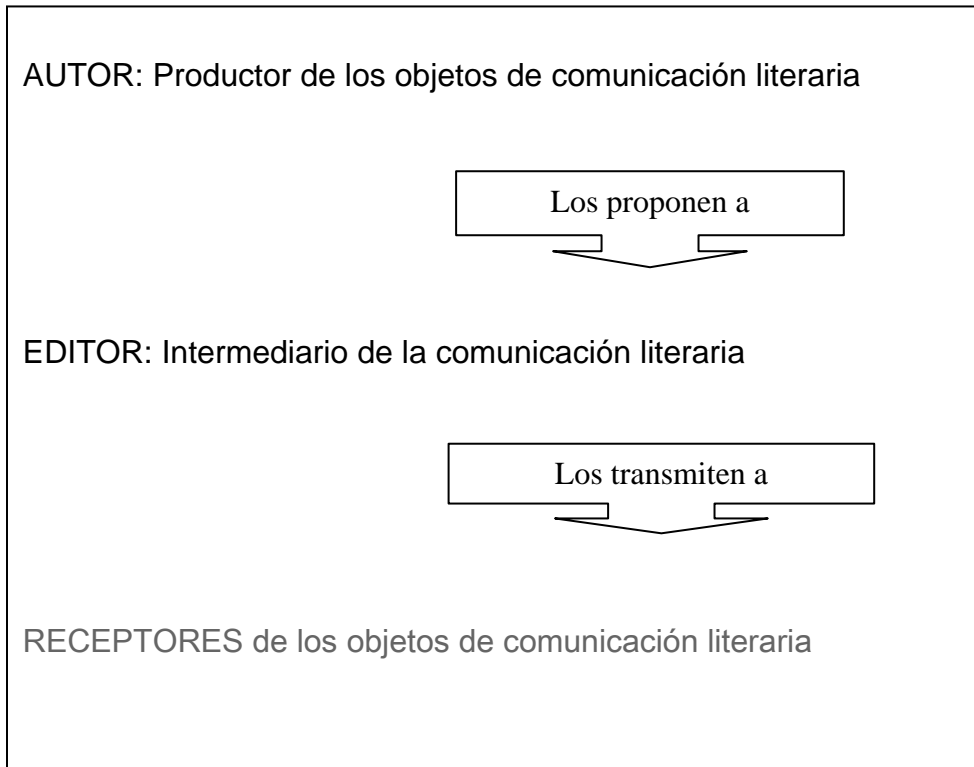 AUTOR: Productor de los objetos de comunicación literaria
Los proponen a
EDITOR: Intermediario de la comunicación literaria
Los transmiten a
RECEPTORES de los objetos de comunicación literaria